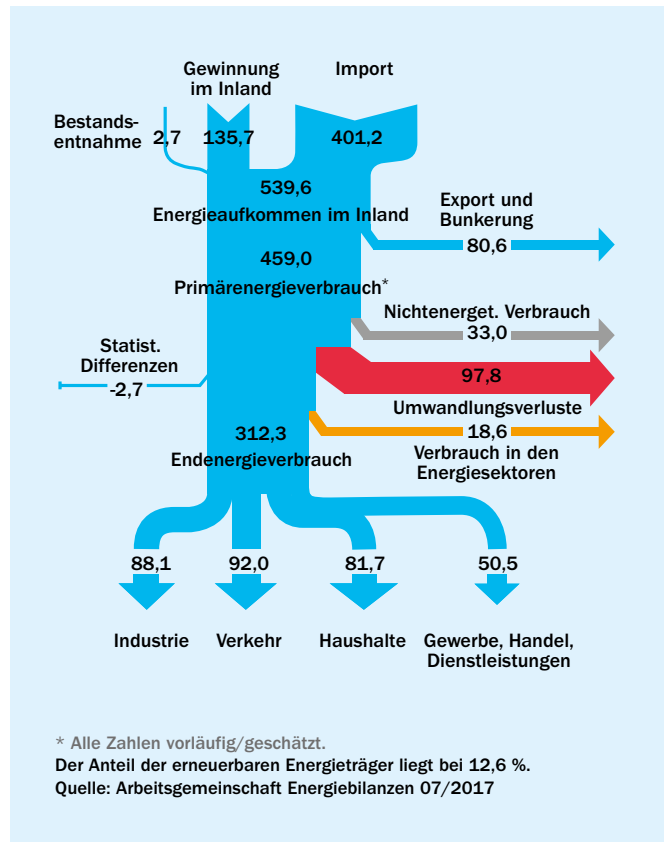 Gewinnung
im Inland
Import
Bestands-
entnahme
2,7
135,7
401,2
539,6
Energieaufkommen im Inland
Export und
Bunkerung
80,6
459,0
Primärenergieverbrauch*
Nichtenerget. Verbrauch
33,0
Statist.
Differenzen
-2,7
97,8
Umwandlungsverluste
18,6
Verbrauch in den
Energiesektoren
312,3
Endenergieverbrauch
88,1
92,0
81,7
50,5
Industrie
Verkehr
Haushalte
Gewerbe, Handel,
Dienstleistungen
* Alle Zahlen vorläufig/geschätzt.
Der Anteil der erneuerbaren Energieträger liegt bei 12,6 %.
Quelle: Arbeitsgemeinschaft Energiebilanzen 07/2017